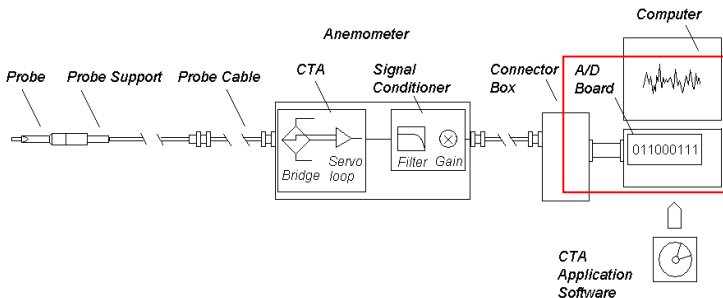 Computer
Anemometer
Probe
Probe Support
Probe Cable
CTA
Signal
Conditioner
Connector
Box
A/D
Board
011000111
Bridge
Servo
loop
Filter
Gain
CTA
Application
Software